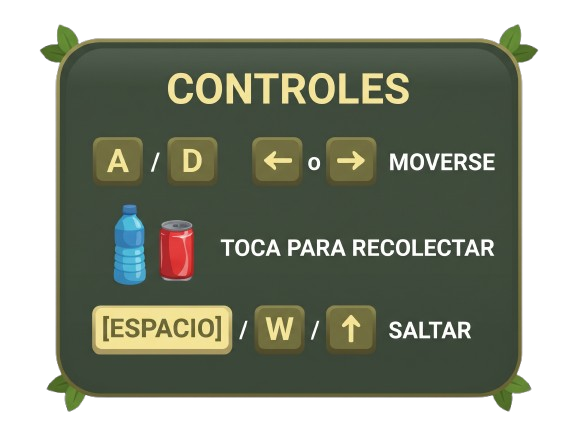 CONTROLES
A / D ← o → MOVERSE
TOCA PARA RECOLECTAR
[ESPACIO] / W / ↑ SALTAR